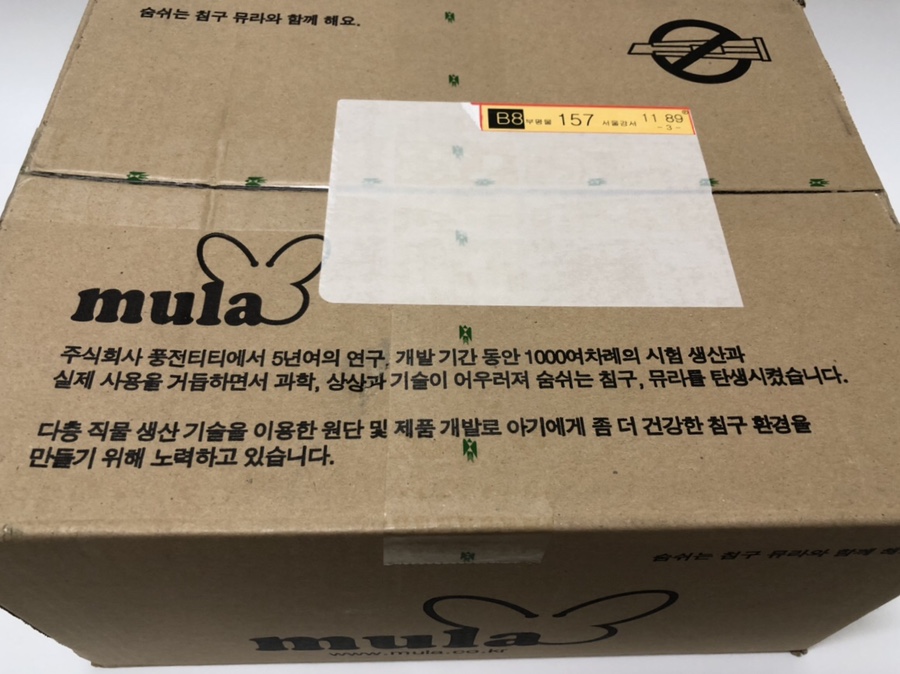 숨쉬는 침구 뮤라와 함께 해요.
B8 부평물 157 서울강서 11 89
-3-
mula
주식회사 풍전티티에서 5년여의 연구, 개발 기간 동안 1000여차례의 시험 생산과
실제 사용을 거듭하면서 과학, 상상과 기술이 어우러져 숨쉬는 침구, 뮤라를 탄생시켰습니다.
다층 직물 생산 기술을 이용한 원단 및 제품 개발로 아기에게 좀 더 건강한 침구 환경을
만들기 위해 노력하고 있습니다.
숨쉬는 침구 뮤라와 함께 해
mula
www.mula.co.kr